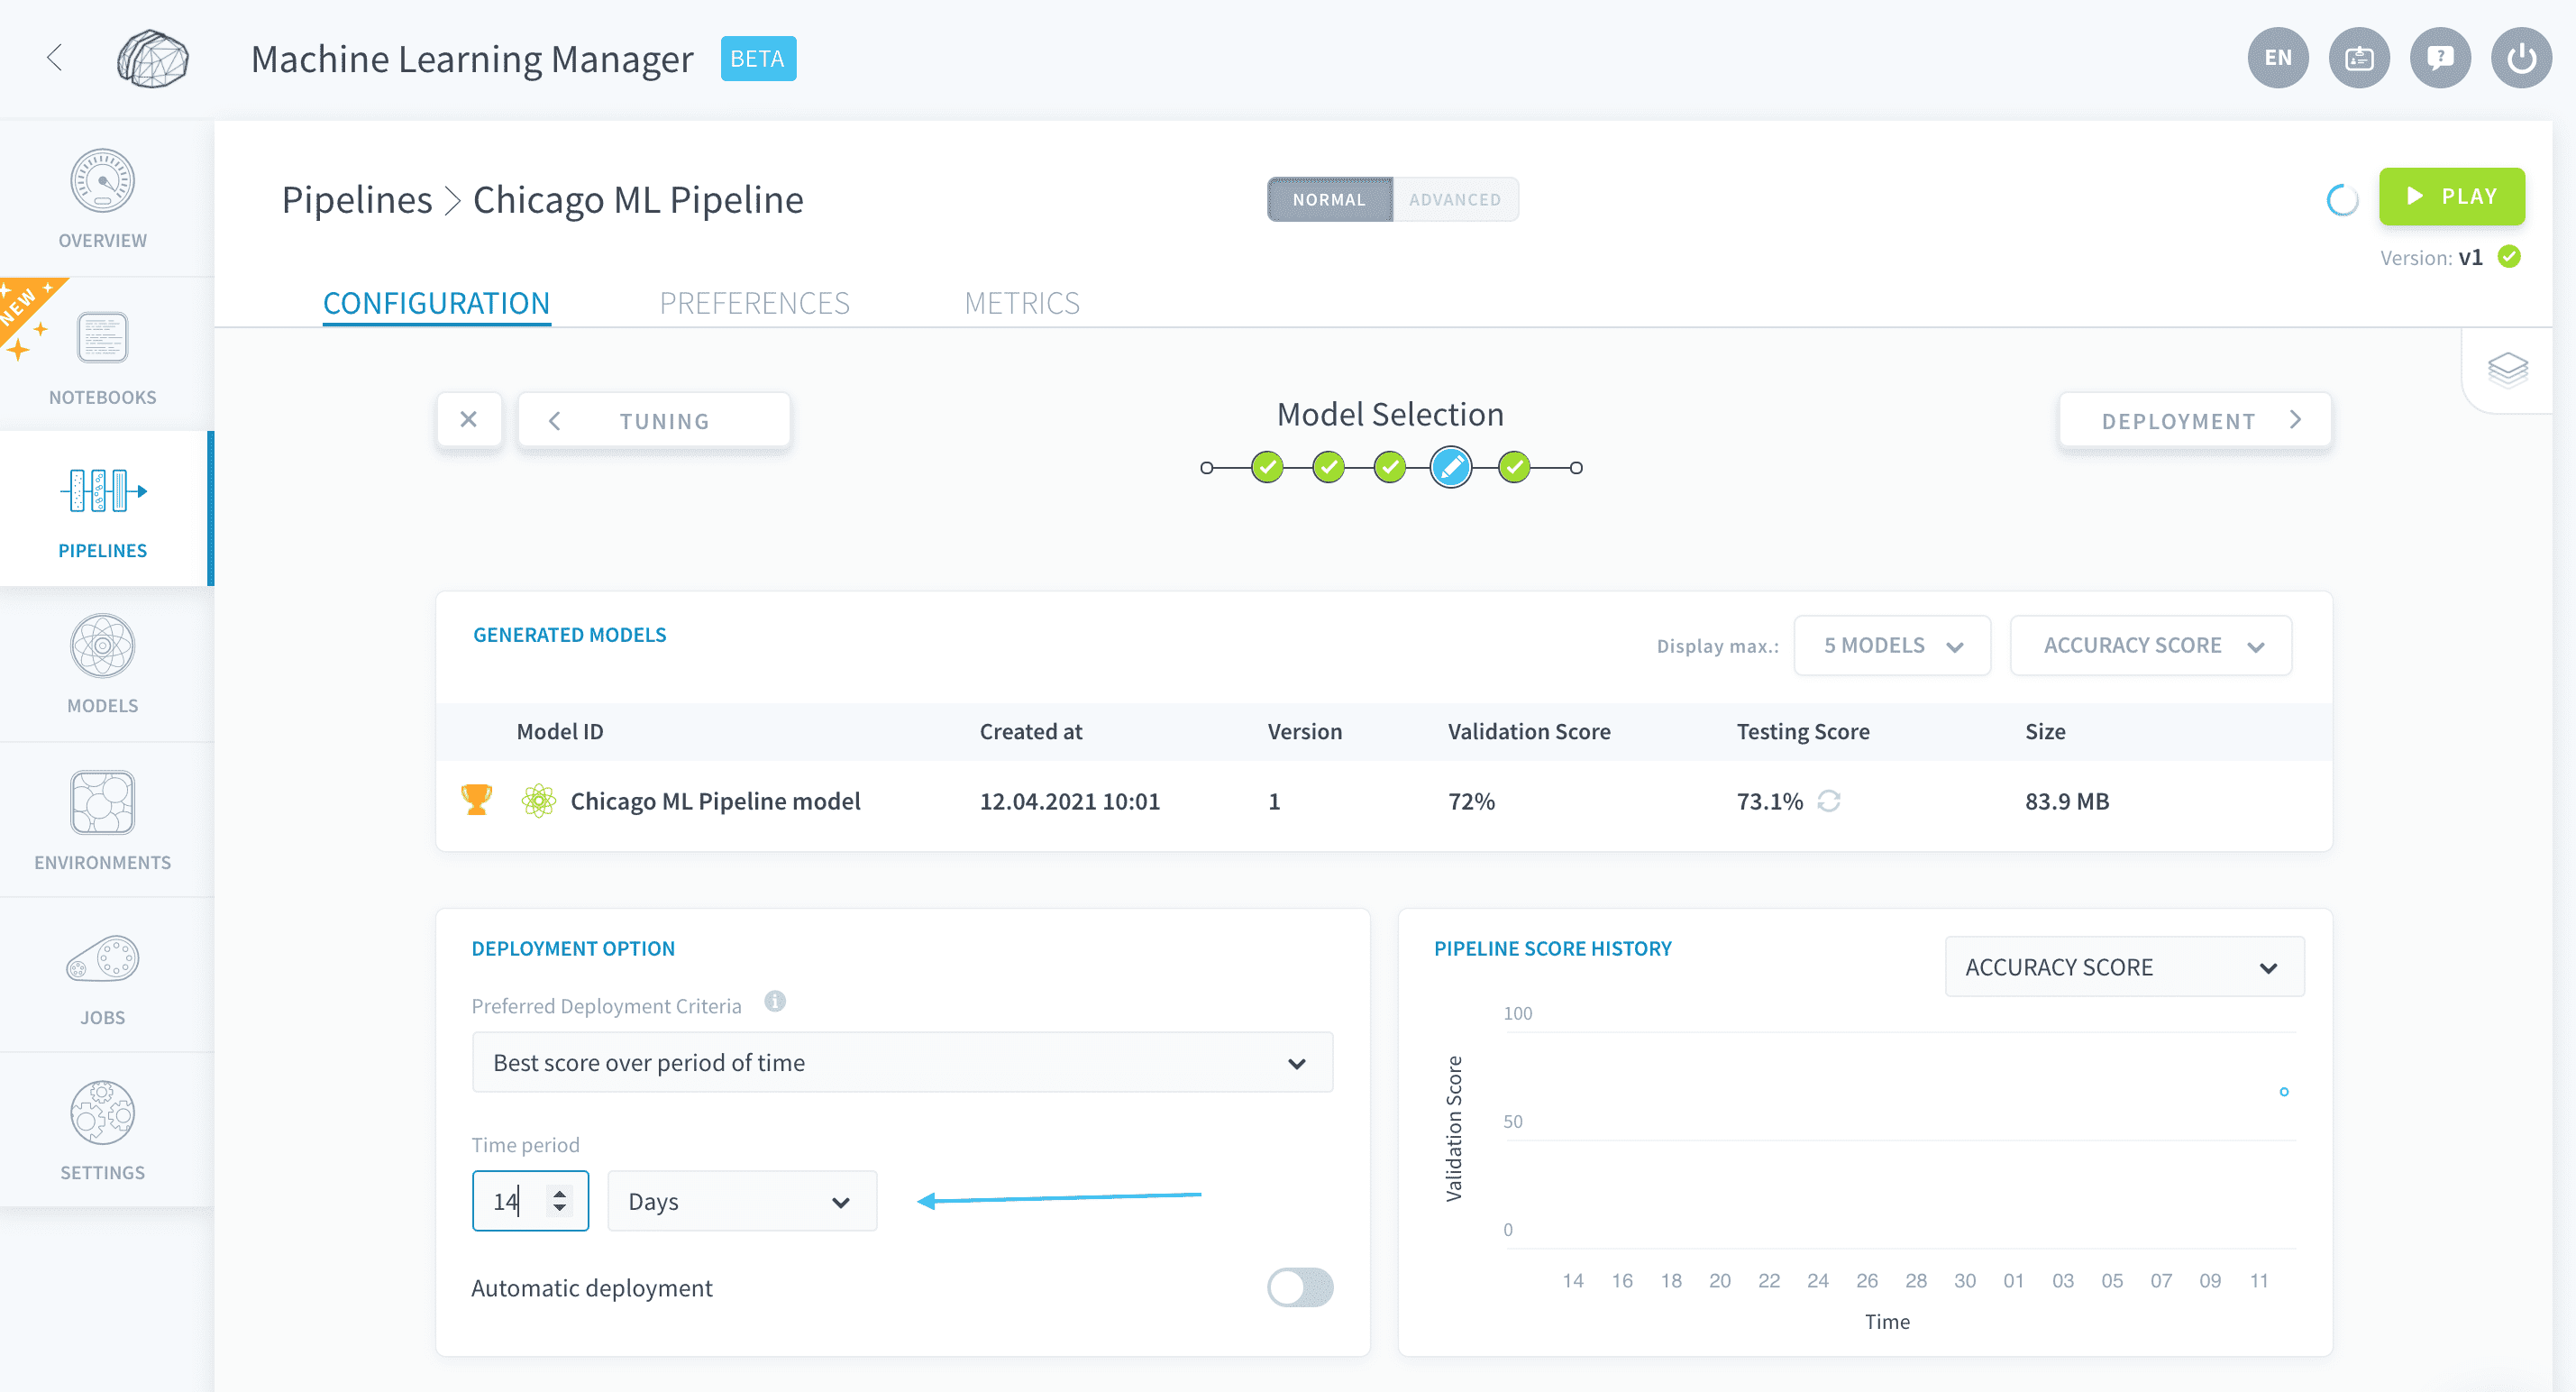 Machine Learning Manager BETA
EN
OVERVIEW
NEW
NOTEBOOKS
PIPELINES
MODELS
ENVIRONMENTS
JOBS
SETTINGS
Pipelines > Chicago ML Pipeline
NORMAL ADVANCED
PLAY
Version: v1
CONFIGURATION PREFERENCES METRICS
TUNING
Model Selection
DEPLOYMENT
GENERATED MODELS
Display max.: 5 MODELS ACCURACY SCORE
Model ID Created at Version Validation Score Testing Score Size
Chicago ML Pipeline model 12.04.2021 10:01 1 72% 73.1% 83.9 MB
DEPLOYMENT OPTION
Preferred Deployment Criteria
Best score over period of time
Time period
14 Days
Automatic deployment
PIPELINE SCORE HISTORY
ACCURACY SCORE
100
50
0
Validation Score
14 16 18 20 22 24 26 28 30 01 03 05 07 09 11
Time